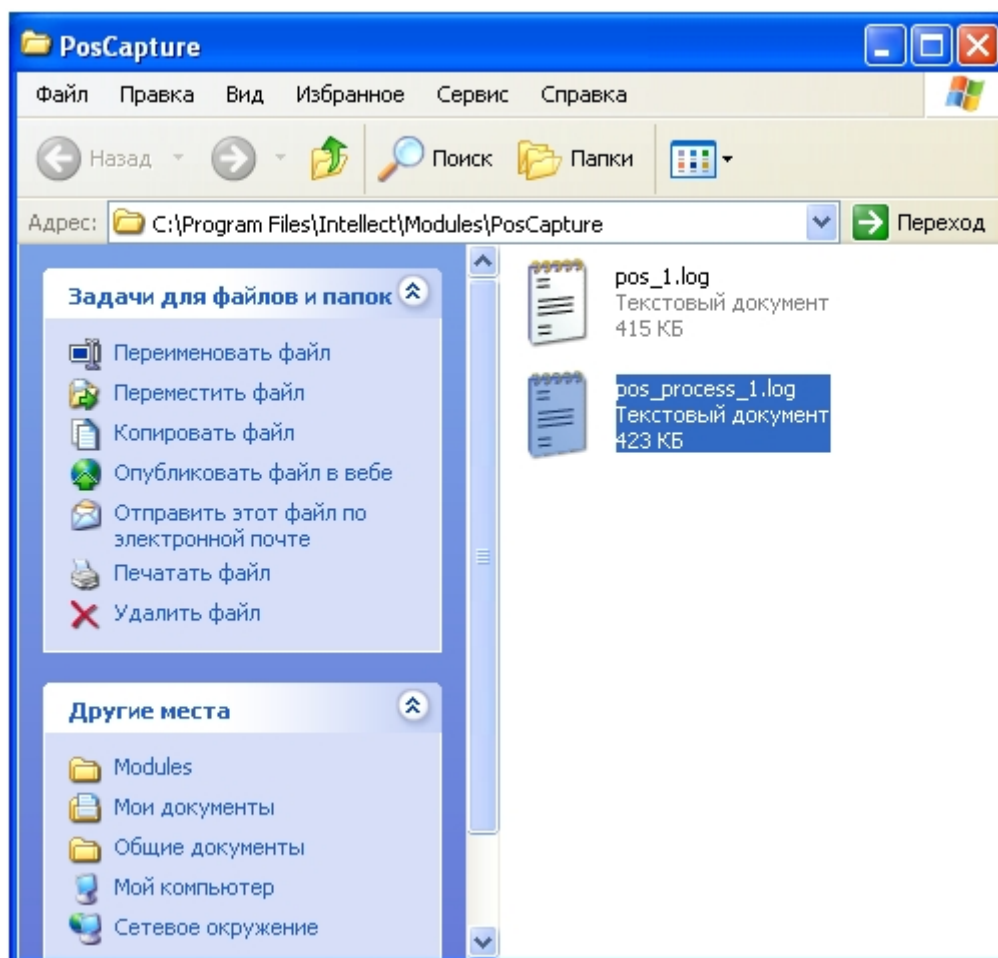 PosCapture
Файл Правка Вид Избранное Сервис Справка
Назад Поиск Папки
Адрес: C:\Program Files\Intellect\Modules\PosCapture Переход
Задачи для файлов и папок
Переименовать файл
Переместить файл
Копировать файл
Опубликовать файл в вебе
Отправить этот файл по
электронной почте
Печатать файл
Удалить файл
Другие места
Modules
Мои документы
Общие документы
Мой компьютер
Сетевое окружение
pos_1.log
Текстовый документ
415 КБ
pos_process_1.log
Текстовый документ
423 КБ